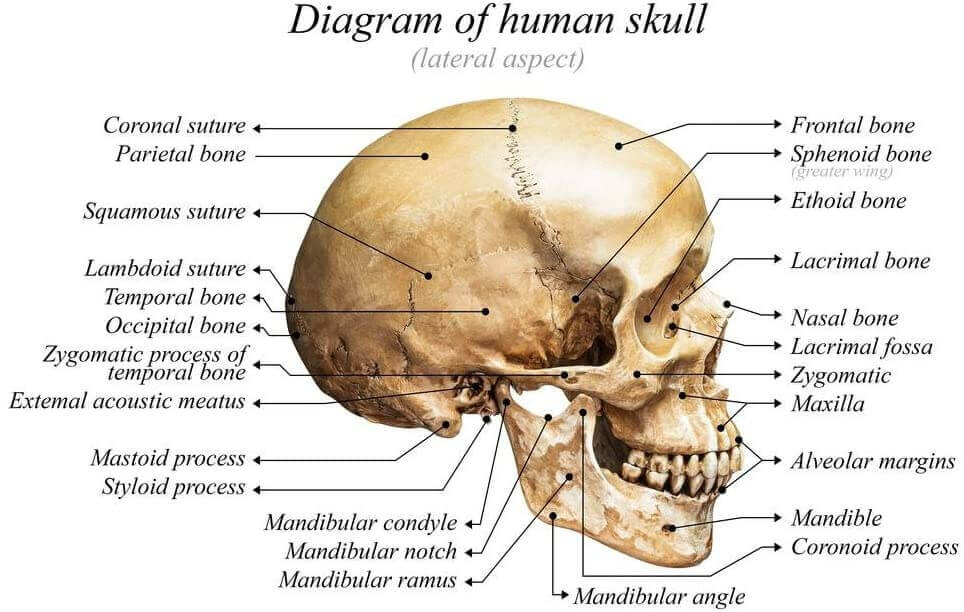 Diagram of human skull
(lateral aspect)
Coronal suture
Parietal bone
Squamous suture
Lambdoid suture
Temporal bone
Occipital bone
Zygomatic process of
temporal bone
Extemal acoustic meatus
Mastoid process
Styloid process
Mandibular condyle
Mandibular notch
Mandibular ramus
Mandibular angle
Frontal bone
Sphenoid bone
(greater wing)
Ethoid bone
Lacrimal bone
Nasal bone
Lacrimal fossa
Zygomatic
Maxilla
Alveolar margins
Mandible
Coronoid process